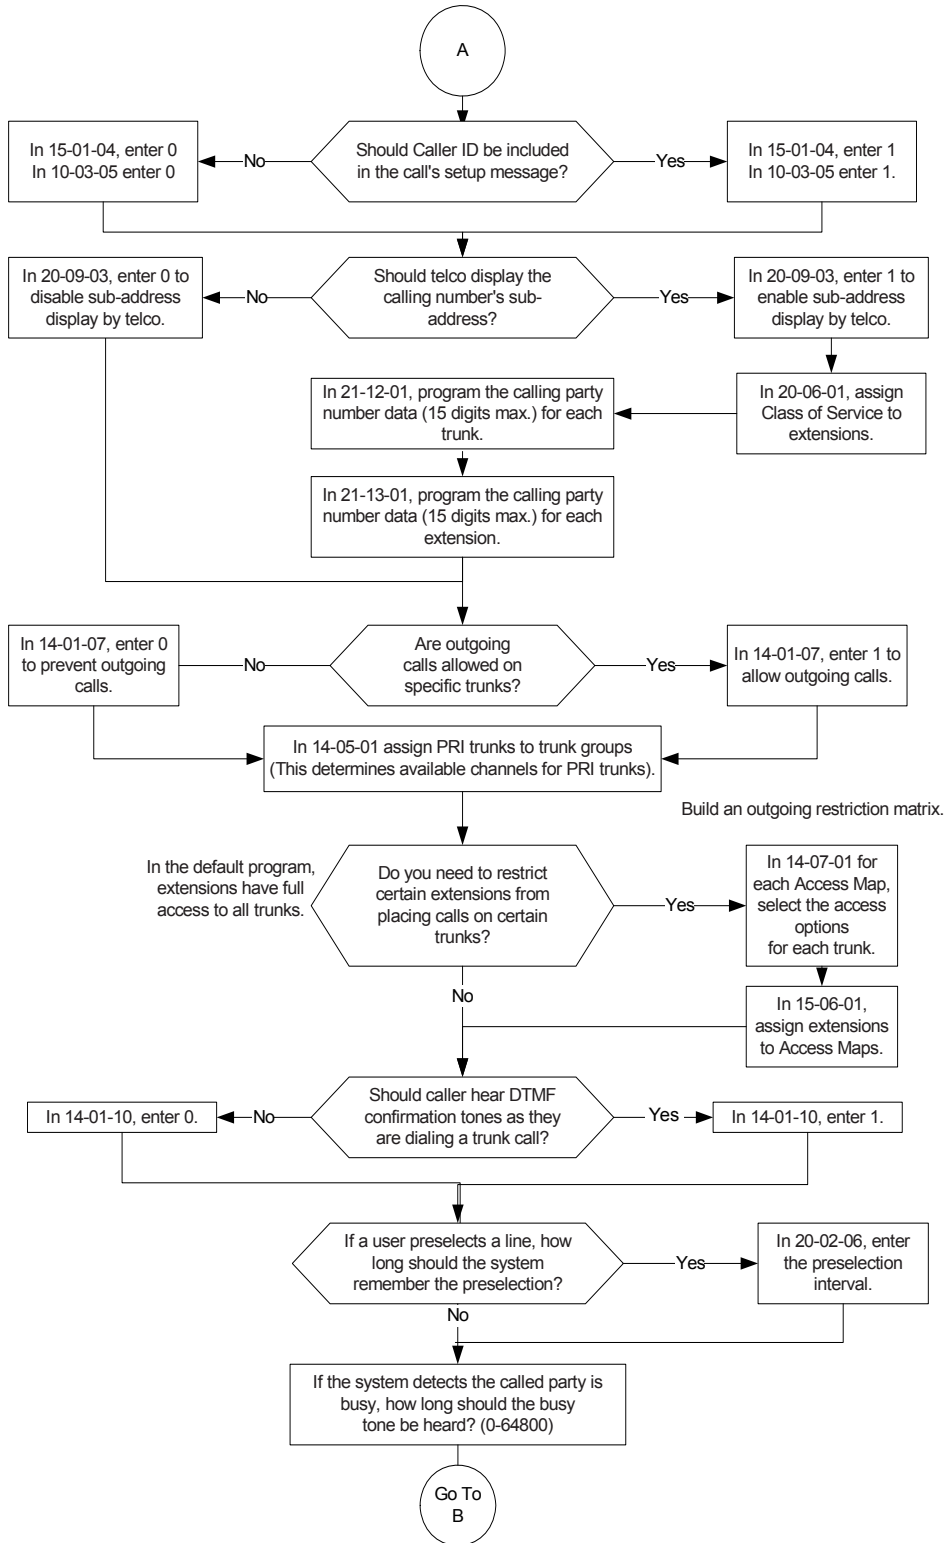 A
Should Caller ID be included
in the call's setup message?
No
Yes
In 15-01-04, enter 0
In 10-03-05 enter 0
In 15-01-04, enter 1
In 10-03-05 enter 1.
Should telco display the
calling number's sub-
address?
No
Yes
In 20-09-03, enter 0 to
disable sub-address
display by telco.
In 20-09-03, enter 1 to
enable sub-address
display by telco.
In 20-06-01, assign
Class of Service to
extensions.
In 21-12-01, program the calling party
number data (15 digits max.) for each
trunk.
In 21-13-01, program the calling party
number data (15 digits max.) for each
extension.
Are outgoing
calls allowed on
specific trunks?
No
Yes
In 14-01-07, enter 0
to prevent outgoing
calls.
In 14-01-07, enter 1 to
allow outgoing calls.
In 14-05-01 assign PRI trunks to trunk groups
(This determines available channels for PRI trunks).
Build an outgoing restriction matrix.
In the default program,
extensions have full
access to all trunks.
Do you need to restrict
certain extensions from
placing calls on certain
trunks?
Yes
In 14-07-01 for
each Access Map,
select the access
options
for each trunk.
No
In 15-06-01,
assign extensions
to Access Maps.
Should caller hear DTMF
confirmation tones as they
are dialing a trunk call?
No
Yes
In 14-01-10, enter 0.
In 14-01-10, enter 1.
If a user preselects a line, how
long should the system
remember the preselection?
Yes
In 20-02-06, enter
the preselection
interval.
No
If the system detects the called party is
busy, how long should the busy
tone be heard? (0-64800)
Go To
B